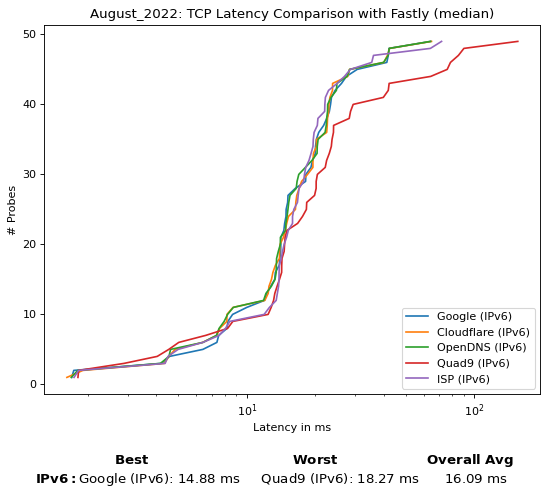 August_2022: TCP Latency Comparison with Fastly (median)
50
40
30
20
10
0
# Probes
10¹
10²
Latency in ms
Google (IPv6)
Cloudflare (IPv6)
OpenDNS (IPv6)
Quad9 (IPv6)
ISP (IPv6)
Best Worst Overall Avg
IPv6: Google (IPv6): 14.88 ms Quad9 (IPv6): 18.27 ms 16.09 ms